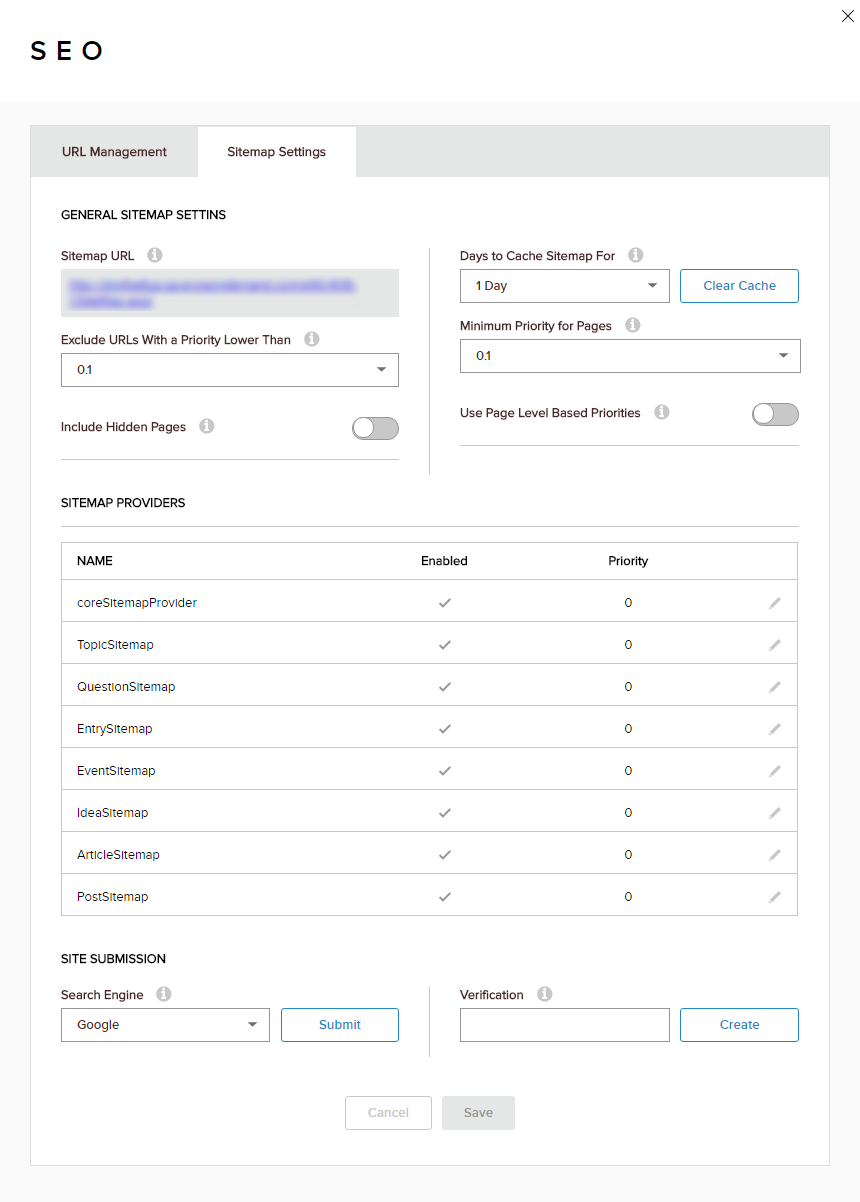 SEO
URL Management
Sitemap Settings
GENERAL SITEMAP SETTINS
Sitemap URL
Exclude URLs With a Priority Lower Than
0.1
Include Hidden Pages
Days to Cache Sitemap For
1 Day
Clear Cache
Minimum Priority for Pages
0.1
Use Page Level Based Priorities
SITEMAP PROVIDERS
NAME Enabled Priority
coreSitemapProvider 0
TopicSitemap 0
QuestionSitemap 0
EntrySitemap 0
EventSitemap 0
IdeaSitemap 0
ArticleSitemap 0
PostSitemap 0
SITE SUBMISSION
Search Engine
Google
Submit
Verification
Create
Cancel
Save